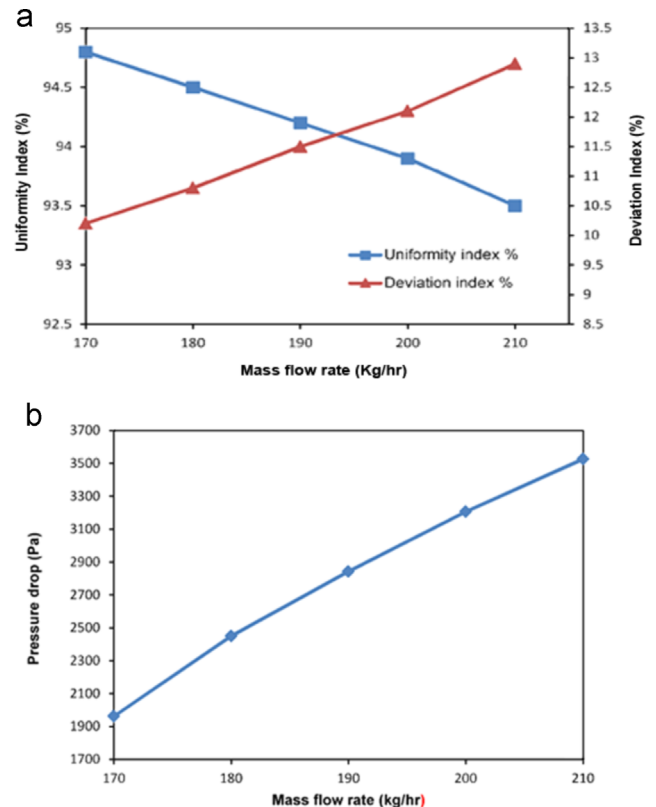 a
95
94.5
94
93.5
93
92.5
Uniformity Index (%)
13.5
13
12.5
12
11.5
11
10.5
10
9.5
9
8.5
Deviation Index (%)
Uniformity index %
Deviation index %
170 180 190 200 210
Mass flow rate (Kg/hr)
b
3700
3500
3300
3100
2900
2700
2500
2300
2100
1900
1700
Pressure drop (Pa)
170 180 190 200 210
Mass flow rate (kg/hr)